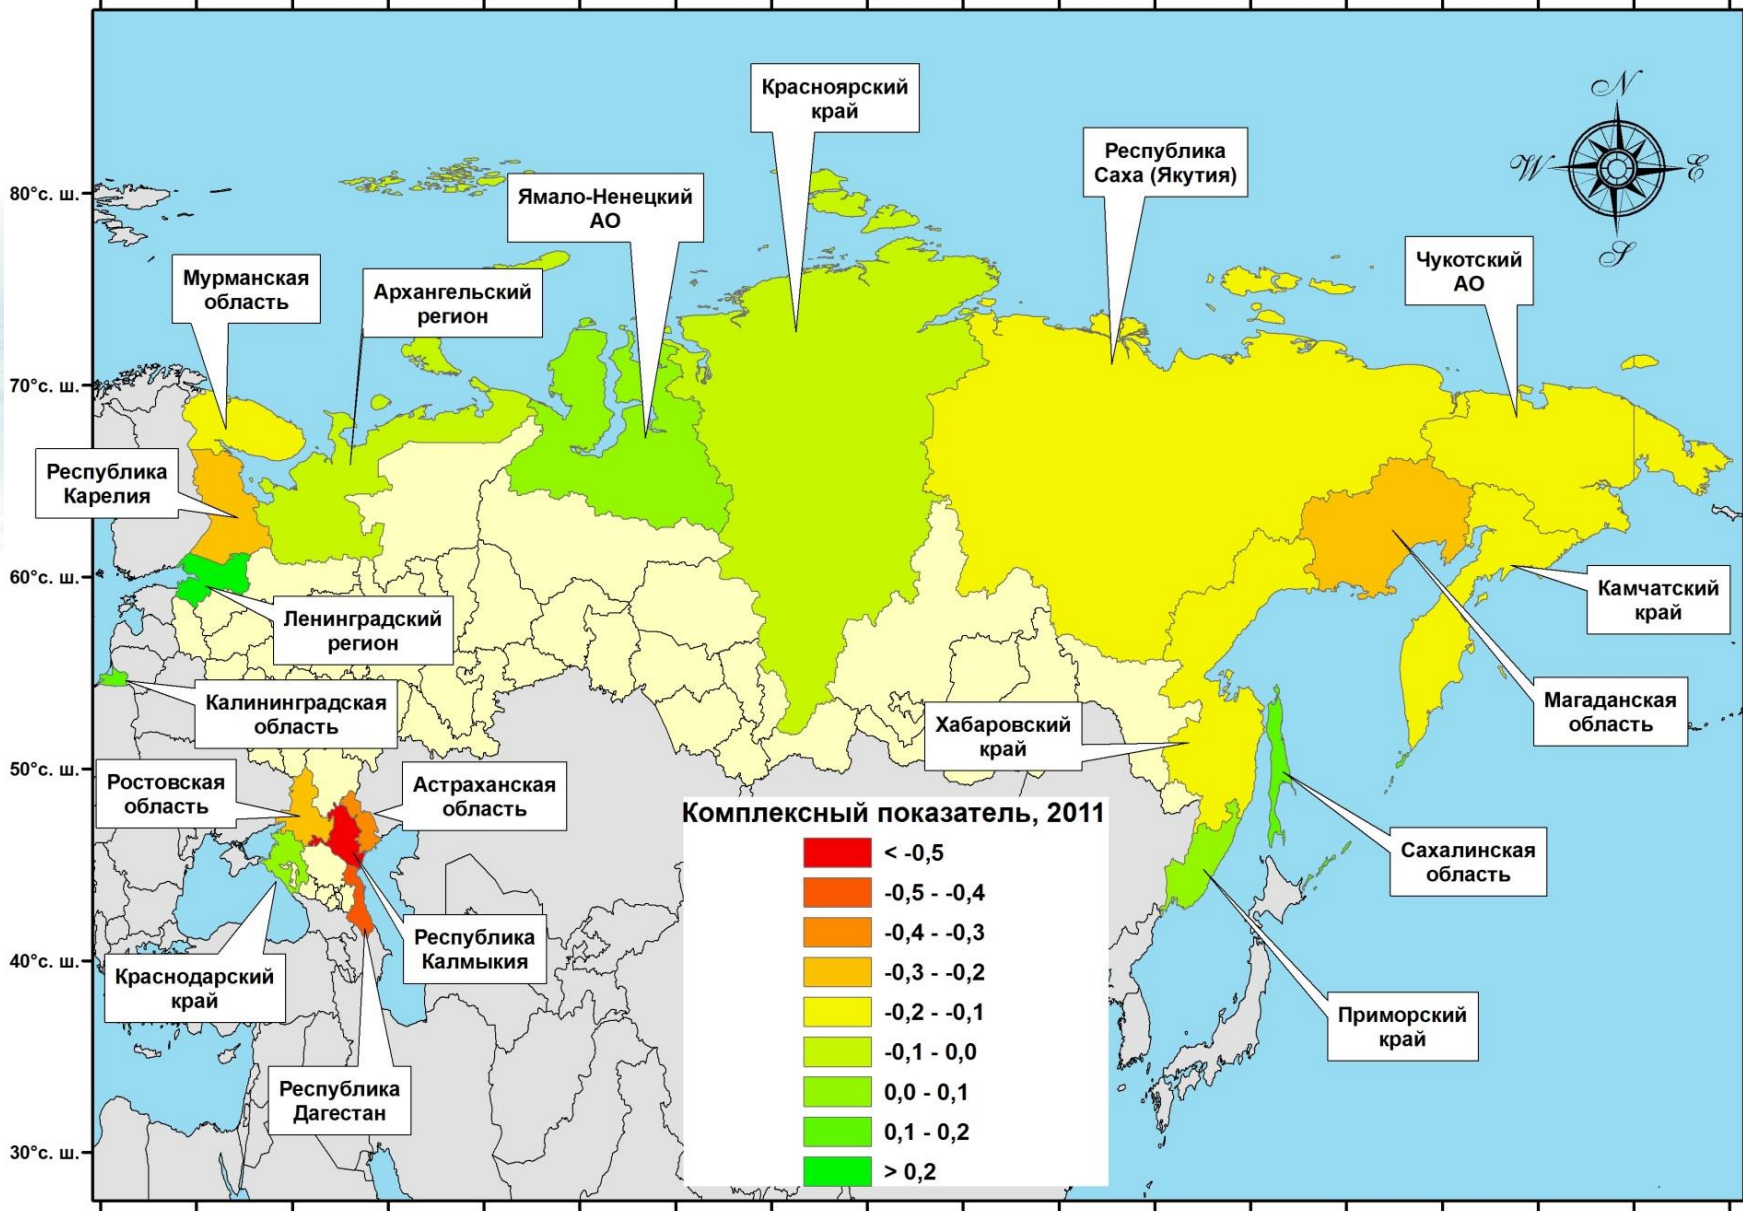 Красноярский
край
Республика
Саха (Якутия)
N
W
E
S
80°с. ш.
Ямало-Ненецкий
АО
Чукотский
АО
Мурманская
область
Архангельский
регион
70°с. ш.
Республика
Карелия
60°с. ш.
Камчатский
край
Ленинградский
регион
Калининградская
область
Магаданская
область
Хабаровский
край
50°с. ш.
Ростовская
область
Астраханская
область
Сахалинская
область
Республика
Калмыкия
40°с. ш.
Краснодарский
край
Приморский
край
Республика
Дагестан
30°с. ш.
Комплексный показатель, 2011
< -0,5
-0,5 - -0,4
-0,4 - -0,3
-0,3 - -0,2
-0,2 - -0,1
-0,1 - 0,0
0,0 - 0,1
0,1 - 0,2
> 0,2